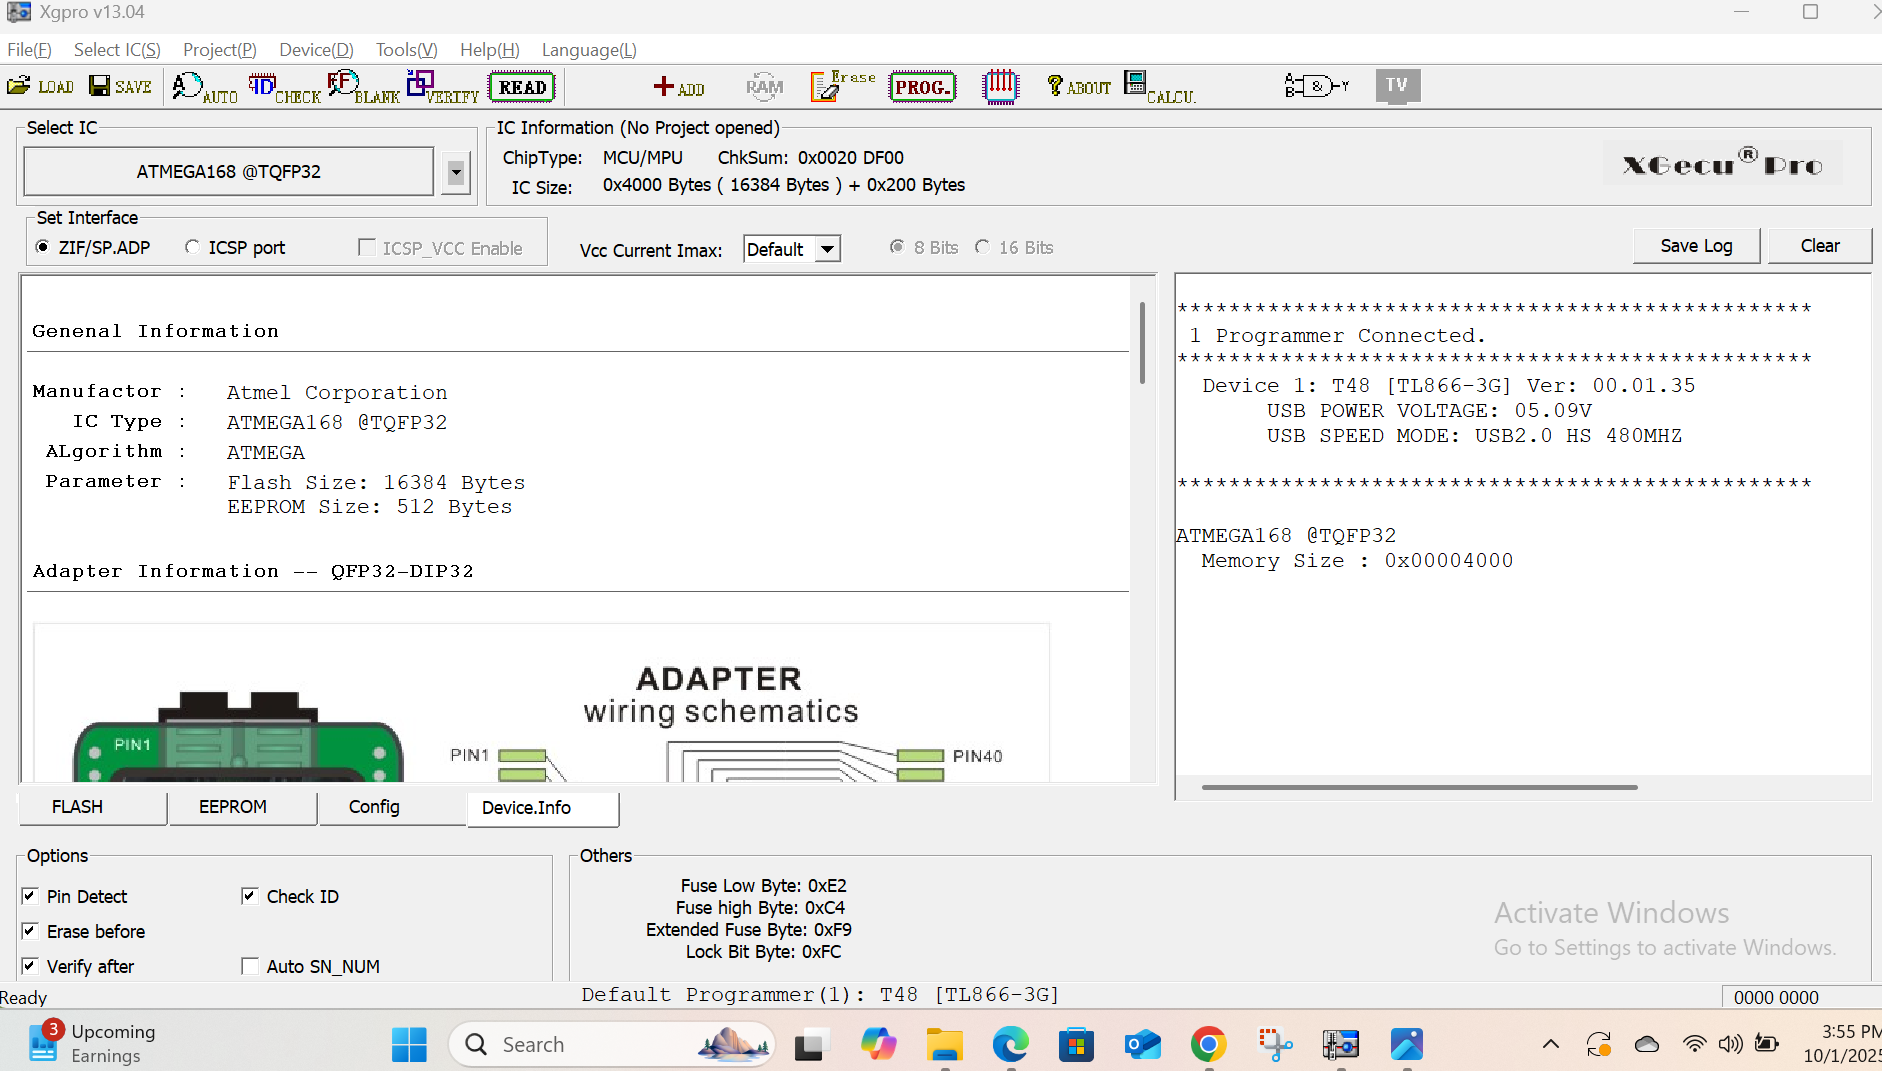 Xgpro v13.04
File(F) Select IC(S) Project(P) Device(D) Tools(V) Help(H) Language(L)
LOAD SAVE AUTO ID CHECK FF BLANK VERIFY READ ADD RAM Erase PROG. ABOUT CALCU. A B & Y TV
Select IC
ATMEGA168 @TQFP32
IC Information (No Project opened)
ChipType: MCU/MPU ChkSum: 0x0020 DF00
IC Size: 0x4000 Bytes ( 16384 Bytes ) + 0x200 Bytes
XGecu® Pro
Set Interface
ZIF/SP.ADP ICSP port ICSP_VCC Enable
Vcc Current Imax: Default 8 Bits 16 Bits
Save Log Clear
Genenal Information
Manufactor : Atmel Corporation
IC Type : ATMEGA168 @TQFP32
ALgorithm : ATMEGA
Parameter : Flash Size: 16384 Bytes
EEPROM Size: 512 Bytes
Adapter Information -- QFP32-DIP32
ADAPTER
wiring schematics
PIN1
PIN1 PIN40
*************************************************
1 Programmer Connected.
*************************************************
Device 1: T48 [TL866-3G] Ver: 00.01.35
USB POWER VOLTAGE: 05.09V
USB SPEED MODE: USB2.0 HS 480MHZ
*************************************************
ATMEGA168 @TQFP32
Memory Size : 0x00004000
FLASH EEPROM Config Device.Info
Options
Pin Detect Check ID
Erase before
Verify after Auto SN_NUM
Others
Fuse Low Byte: 0xE2
Fuse high Byte: 0xC4
Extended Fuse Byte: 0xF9
Lock Bit Byte: 0xFC
Activate Windows
Go to Settings to activate Windows.
Ready Default Programmer(1): T48 [TL866-3G] 0000 0000
3 Upcoming
Earnings
Search
3:55 PM
10/1/2025